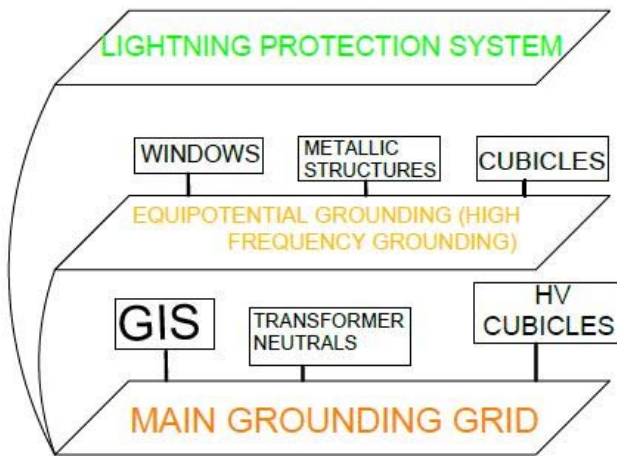 LIGHTNING PROTECTION SYSTEM
WINDOWS
METALLIC
STRUCTURES
CUBICLES
EQUIPOTENTIAL GROUNDING (HIGH
FREQUENCY GROUNDING)
GIS
TRANSFORMER
NEUTRALS
HV
CUBICLES
MAIN GROUNDING GRID